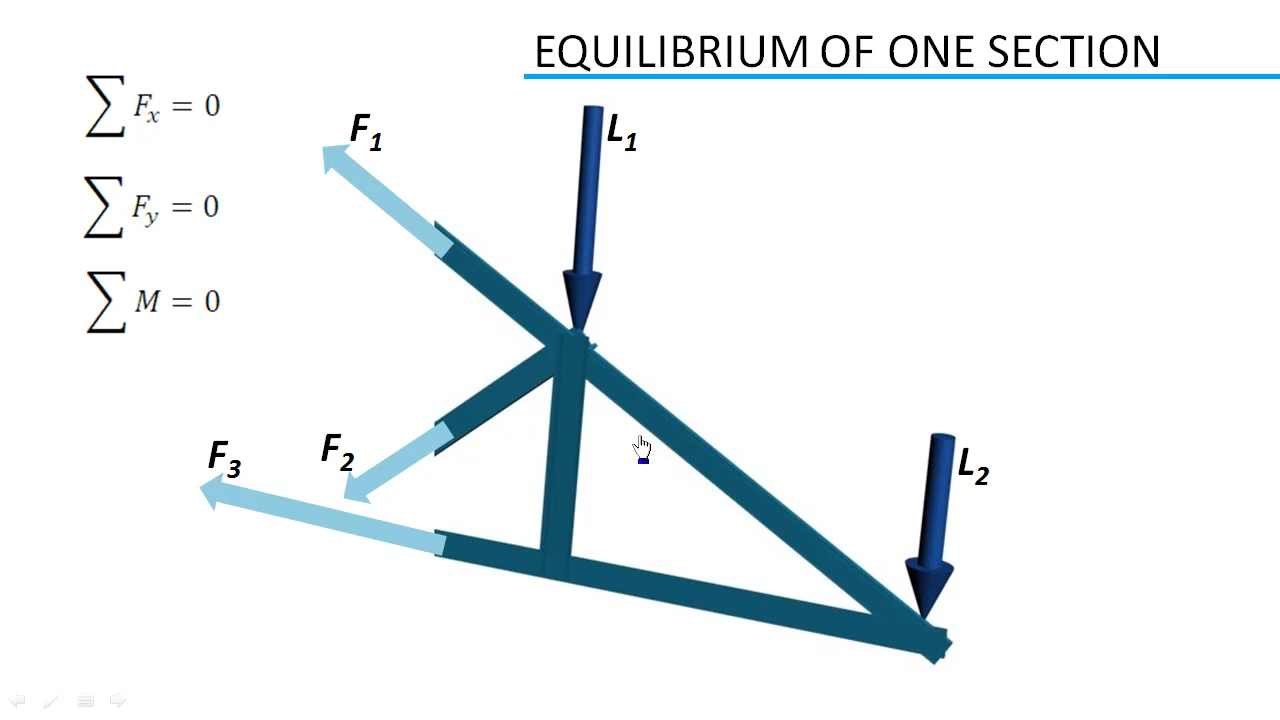 EQUILIBRIUM OF ONE SECTION
∑ Fx = 0
∑ Fy = 0
∑ M = 0
F1
L1
F2
F3
L2